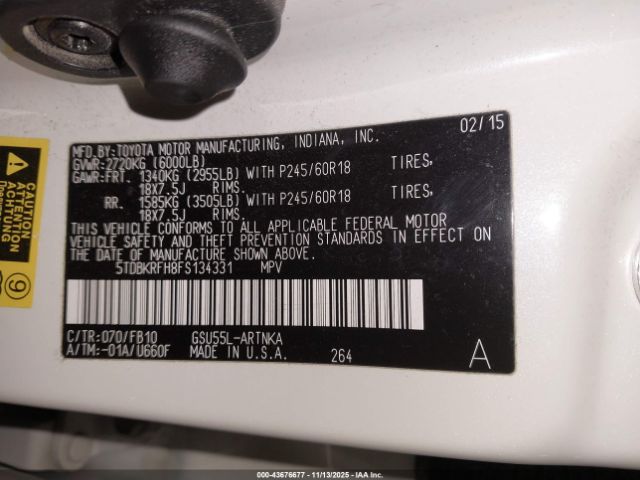 MFD. BY: TOYOTA MOTOR MANUFACTURING, INDIANA, INC. 02/15
GVWR: 2720KG (6000LB)
GAWR: FRT. 1340KG (2955LB) WITH P245/60R18 TIRES,
18X7.5J RIMS.
RR. 1585KG (3505LB) WITH P245/60R18 TIRES,
18X7.5J RIMS.
THIS VEHICLE CONFORMS TO ALL APPLICABLE FEDERAL MOTOR
VEHICLE SAFETY AND THEFT PREVENTION STANDARDS IN EFFECT ON
THE DATE OF MANUFACTURE SHOWN ABOVE.
5TDBKRFH8FS134331 MPV
C/TR: 070/FB10 GSU55L-ARTNKA
A/TM: -01A/U660F MADE IN U.S.A. 264 A
CAUTION
ATTENTION
ACHTUNG
9
000-43676677 - 11/13/2025 - IAA Inc.